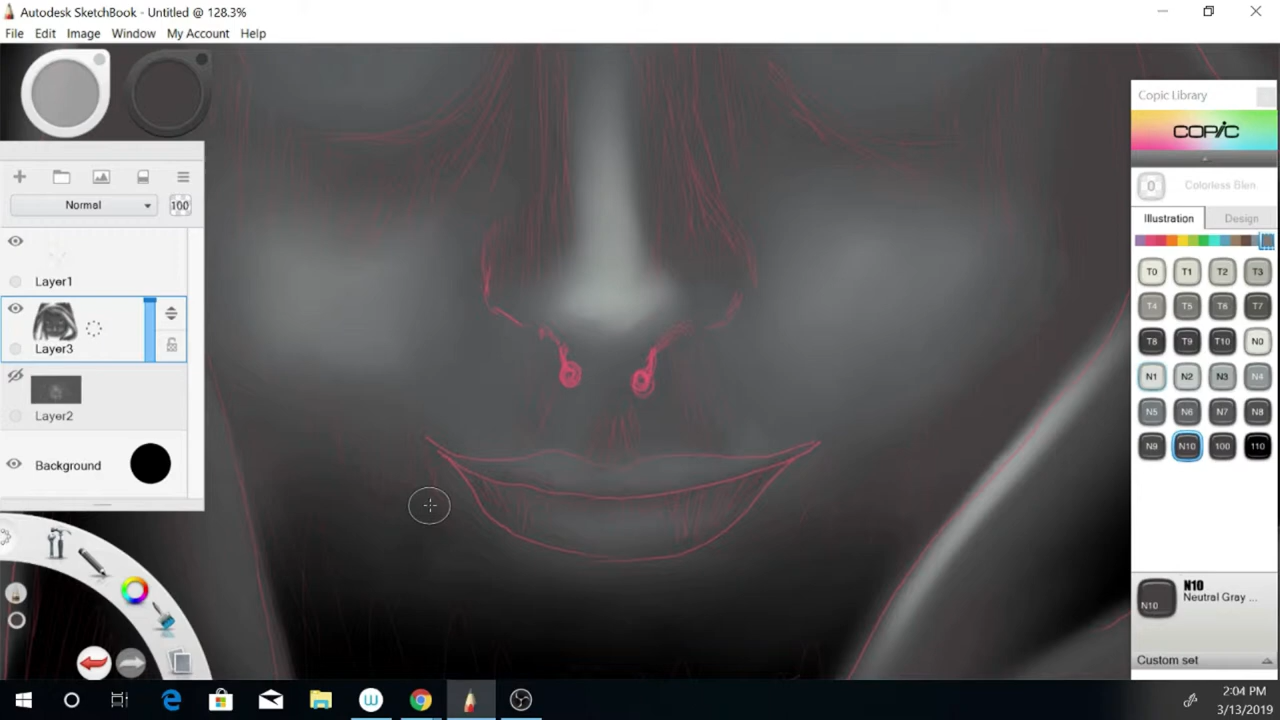 Autodesk SketchBook - Untitled @ 128.3%
File Edit Image Window My Account Help
Copic Library
COPIC
0 Colorless Blen.
Illustration Design
Normal 100
Layer1
Layer3
Layer2
Background
T0 T1 T2 T3
T4 T5 T6 T7
T8 T9 T10 N0
N1 N2 N3 N4
N5 N6 N7 N8
N9 N10 100 110
N10
N10
Neutral Gray ...
Custom set
2:04 PM
3/13/2019